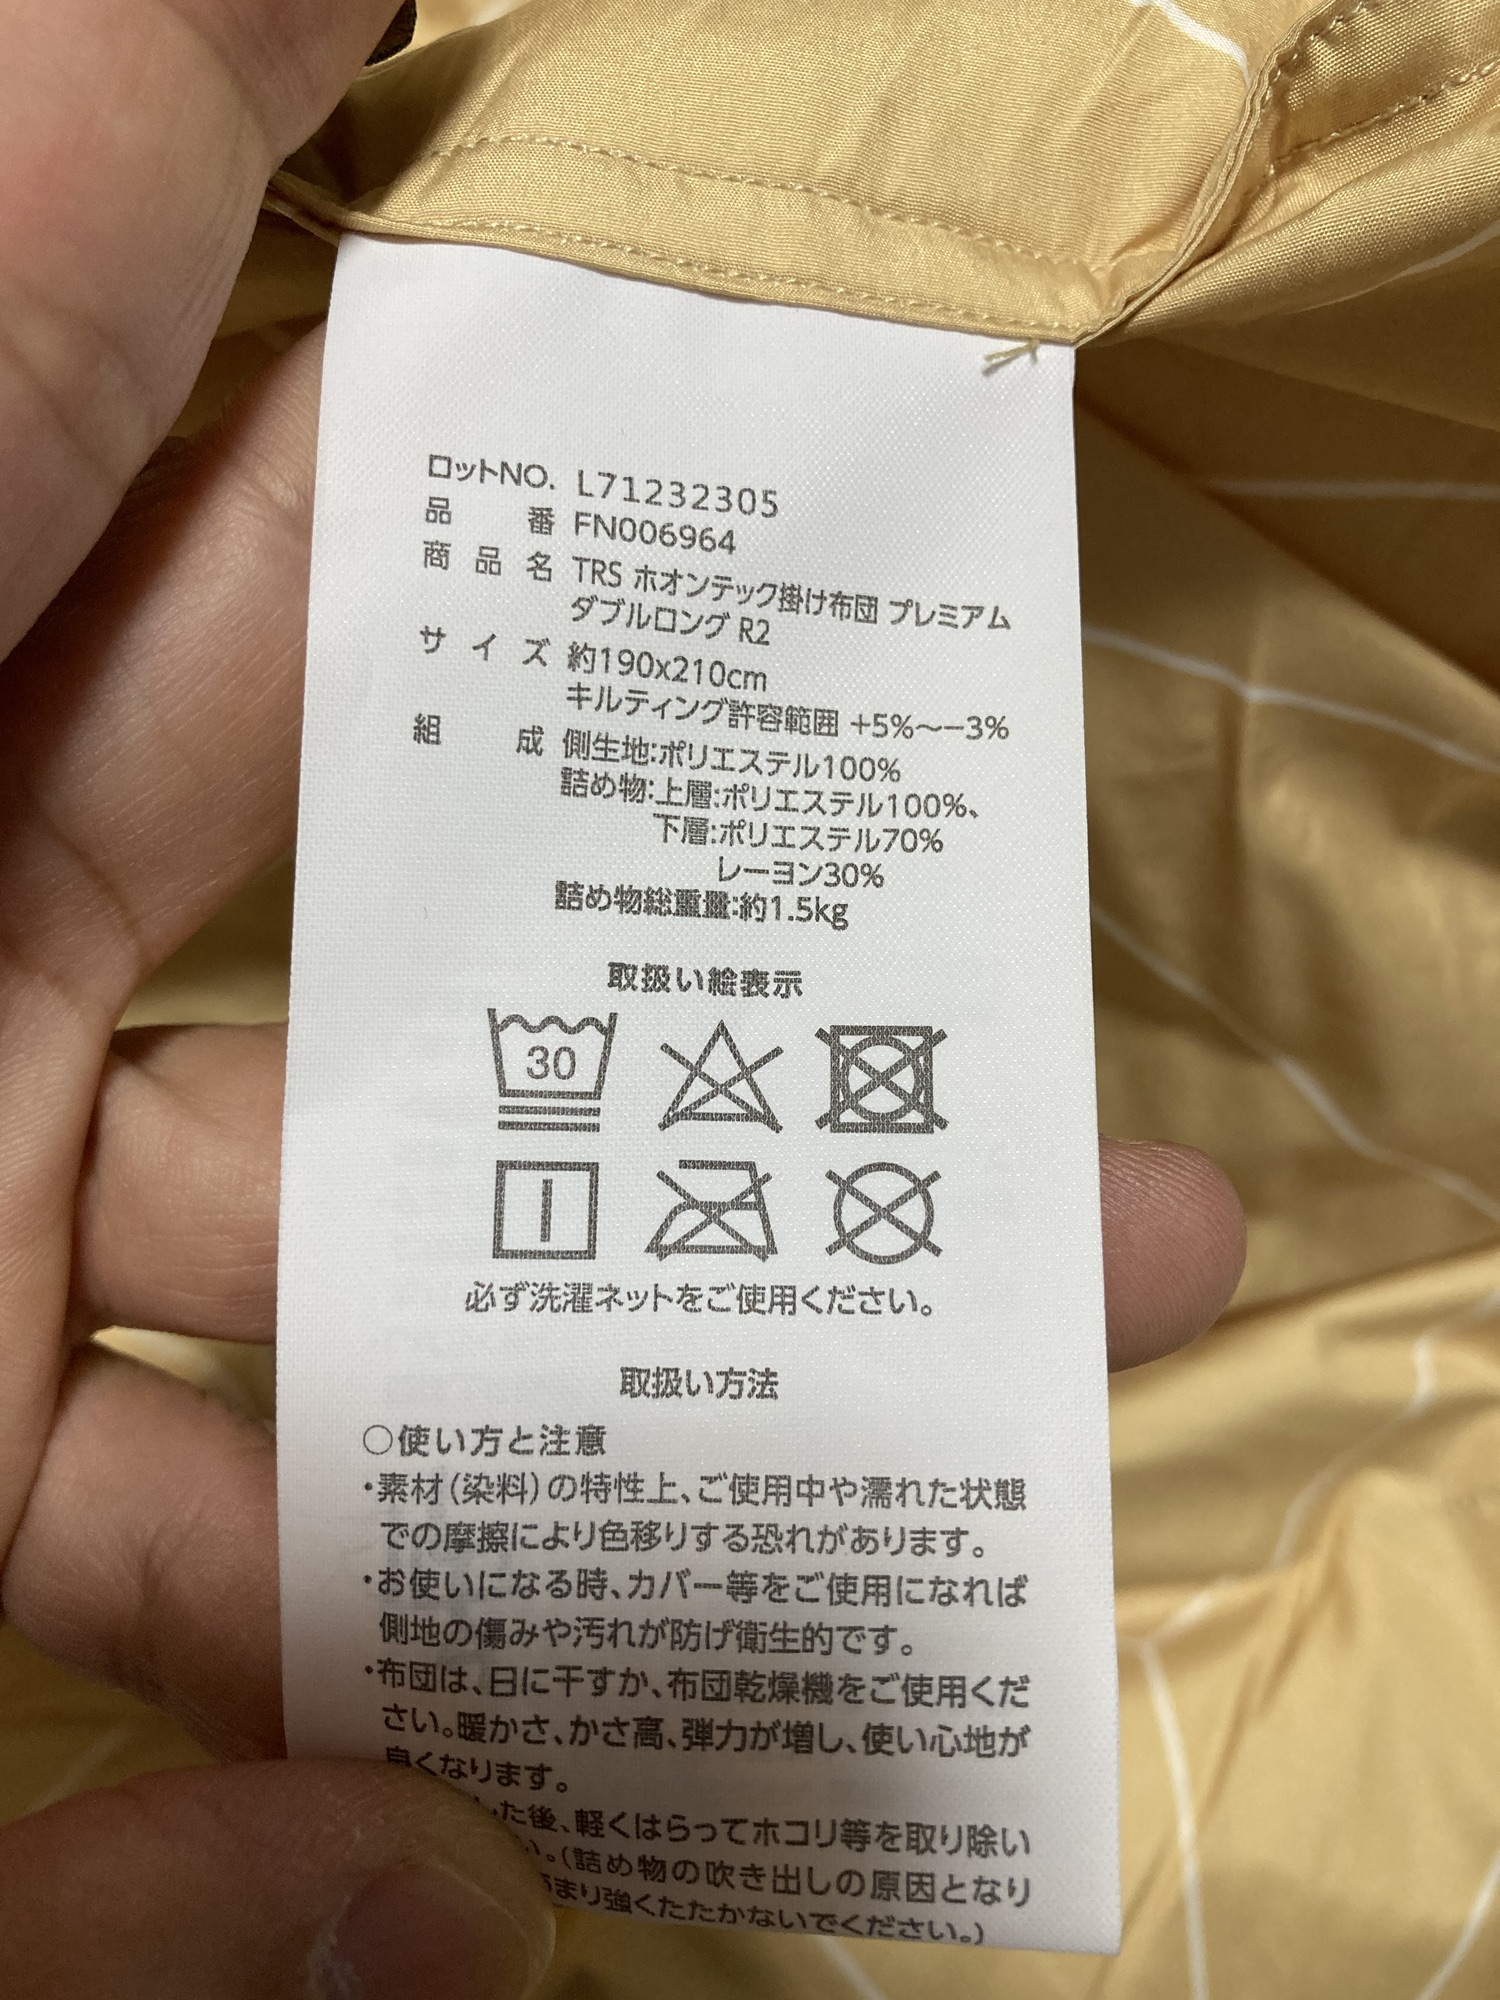 ロットNO. L71232305
品番 FN006964
商品名 TRS ホオンテック掛け布団 プレミアム
ダブルロング R2
サイズ 約190x210cm
キルティング許容範囲 +5%〜−3%
組成 側生地:ポリエステル100%
詰め物:上層:ポリエステル100%、
下層:ポリエステル70%
レーヨン30%
詰め物総重量:約1.5kg
取扱い絵表示
30
必ず洗濯ネットをご使用ください。
取扱い方法
○使い方と注意
・素材(染料)の特性上、ご使用中や濡れた状態
での摩擦により色移りする恐れがあります。
・お使いになる時、カバー等をご使用になれば
側地の傷みや汚れが防げ衛生的です。
・布団は、日に干すか、布団乾燥機をご使用くだ
さい。暖かさ、かさ高、弾力が増し、使い心地が
良くなります。
した後、軽くはらってホコリ等を取り除い
い。(詰め物の吹き出しの原因となり
まり強くたたかないでください。)